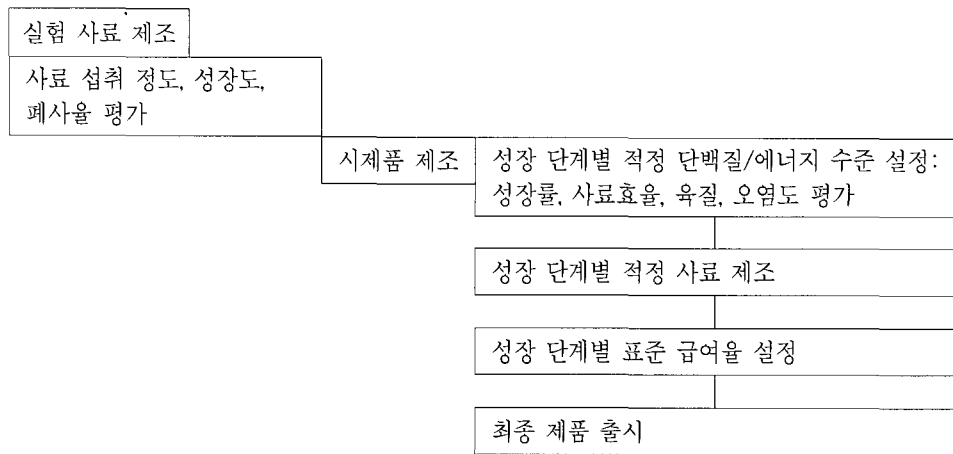 실험 사료 제조
사료 섭취 정도, 성장도,
폐사율 평가
시제품 제조
성장 단계별 적정 단백질/에너지 수준 설정:
성장률, 사료효율, 육질, 오염도 평가
성장 단계별 적정 사료 제조
성장 단계별 표준 급여율 설정
최종 제품 출시